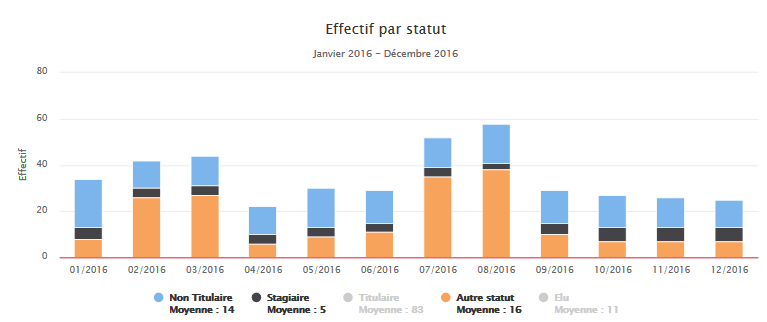 Effectif par statut
Janvier 2016 - Décembre 2016
80
60
40
20
0
Effectif
01/2016 02/2016 03/2016 04/2016 05/2016 06/2016 07/2016 08/2016 09/2016 10/2016 11/2016 12/2016
Non Titulaire Stagiaire Titulaire Autre statut Elu
Moyenne : 14 Moyenne : 5 Moyenne : 83 Moyenne : 16 Moyenne : 11